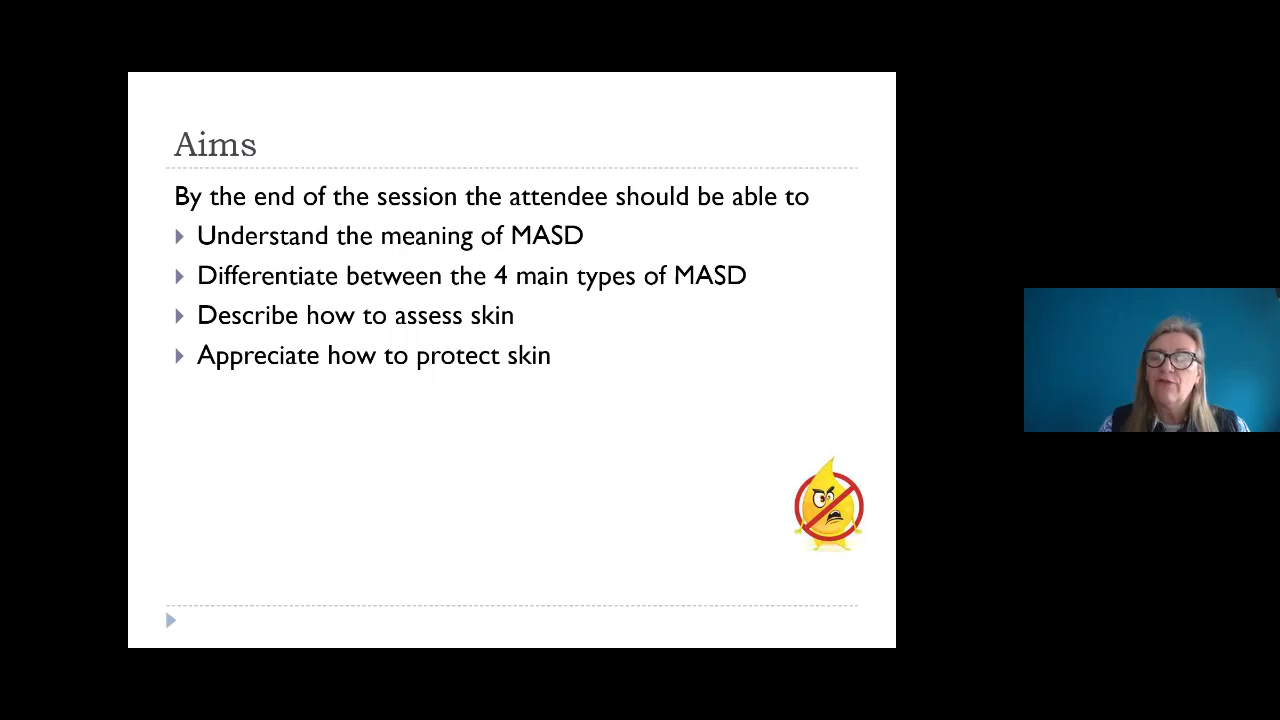 Aims
By the end of the session the attendee should be able to
Understand the meaning of MASD
Differentiate between the 4 main types of MASD
Describe how to assess skin
Appreciate how to protect skin